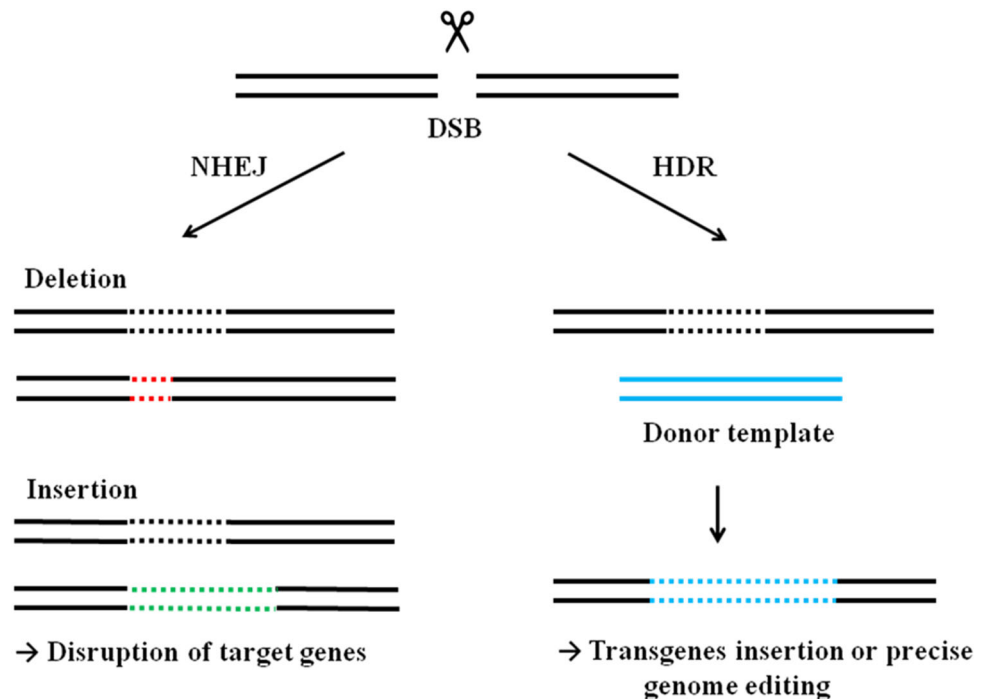 DSB
NHEJ
HDR
Deletion
Insertion
→ Disruption of target genes
Donor template
→ Transgenes insertion or precise
genome editing